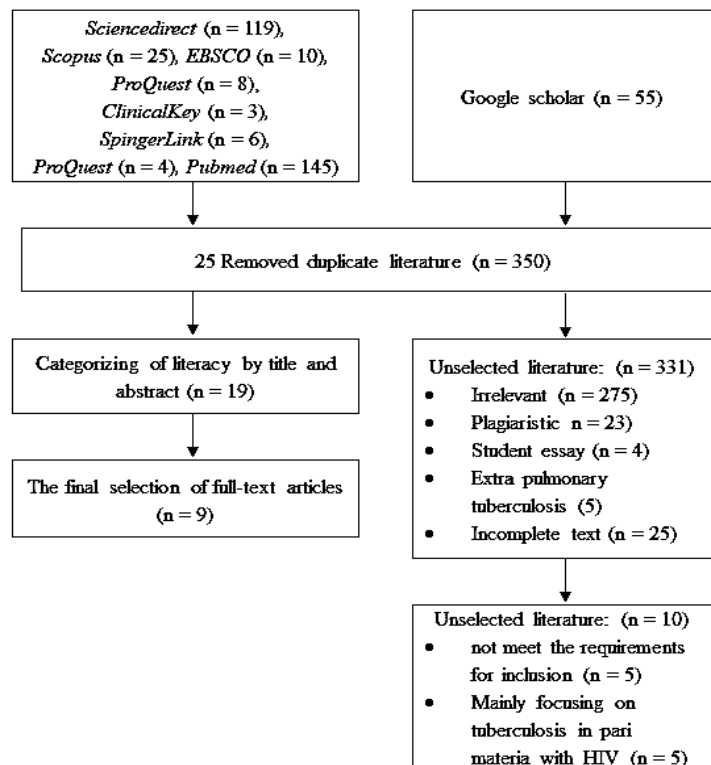 Sciencedirect (n = 119),
Scopus (n = 25), EBSCO (n = 10),
ProQuest (n = 8),
ClinicalKey (n = 3),
SpingerLink (n = 6),
ProQuest (n = 4), Pubmed (n = 145)
Google scholar (n = 55)
25 Removed duplicate literature (n = 350)
Categorizing of literacy by title and
abstract (n = 19)
Unselected literature: (n = 331)
• Irrelevant (n = 275)
• Plagiaristic n = 23)
• Student essay (n = 4)
• Extra pulmonary
tuberculosis (5)
• Incomplete text (n = 25)
The final selection of full-text articles
(n = 9)
Unselected literature: (n = 10)
• not meet the requirements
for inclusion (n = 5)
• Mainly focusing on
tuberculosis in pari
materia with HIV (n = 5)